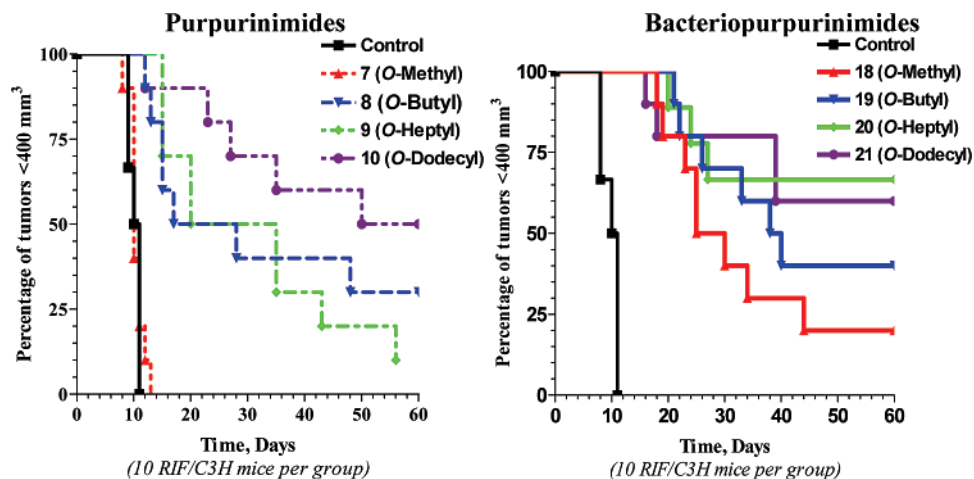 Purpurinimides
Control
7 (O-Methyl)
8 (O-Butyl)
9 (O-Heptyl)
10 (O-Dodecyl)
Percentage of tumors <400 mm³
100
75
50
25
0
0 10 20 30 40 50 60
Time, Days
(10 RIF/C3H mice per group)
Bacteriopurpurinimides
Control
18 (O-Methyl)
19 (O-Butyl)
20 (O-Heptyl)
21 (O-Dodecyl)
Percentage of tumors <400 mm³
100
75
50
25
0
0 10 20 30 40 50 60
Time, Days
(10 RIF/C3H mice per group)